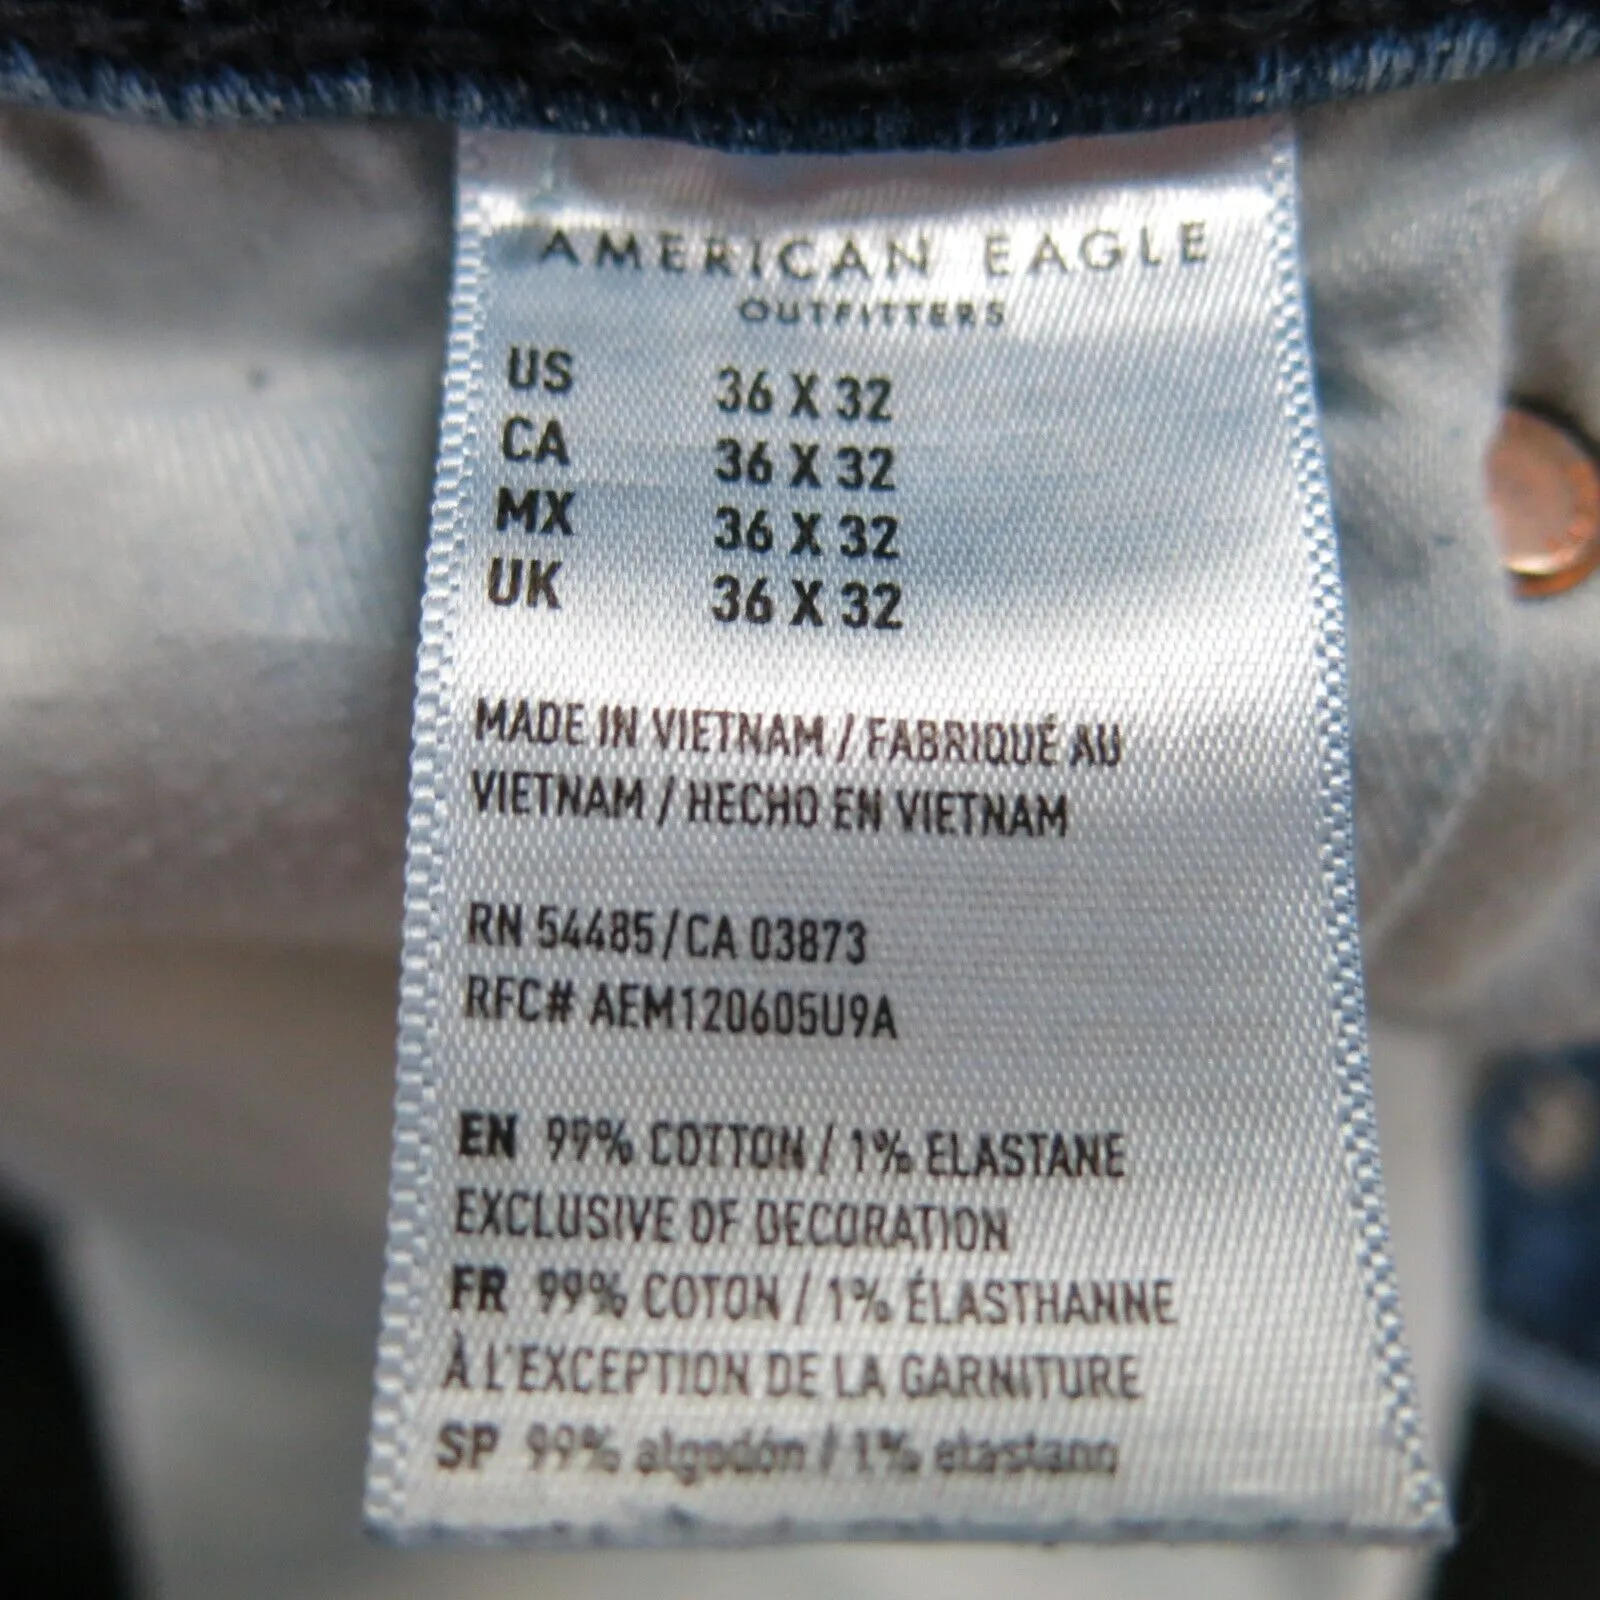 AMERICAN EAGLE
OUTFITTERS
US 36 X 32
CA 36 X 32
MX 36 X 32
UK 36 X 32
MADE IN VIETNAM / FABRIQUÉ AU
VIETNAM / HECHO EN VIETNAM
RN 54485 / CA 03873
RFC# AEM120605U9A
EN 99% COTTON / 1% ELASTANE
EXCLUSIVE OF DECORATION
FR 99% COTON / 1% ÉLASTHANNE
À L'EXCEPTION DE LA GARNITURE
SP 99% algodón / 1% elastano